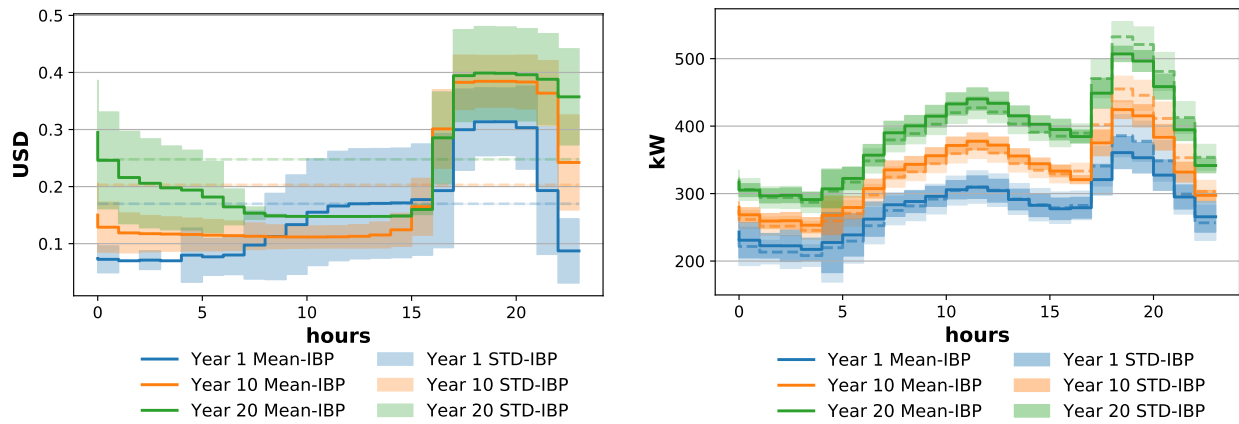 0.5
0.4
0.3
0.2
0.1
USD
0 5 10 15 20
hours
Year 1 Mean-IBP Year 1 STD-IBP
Year 10 Mean-IBP Year 10 STD-IBP
Year 20 Mean-IBP Year 20 STD-IBP
500
400
300
200
kW
0 5 10 15 20
hours
Year 1 Mean-IBP Year 1 STD-IBP
Year 10 Mean-IBP Year 10 STD-IBP
Year 20 Mean-IBP Year 20 STD-IBP